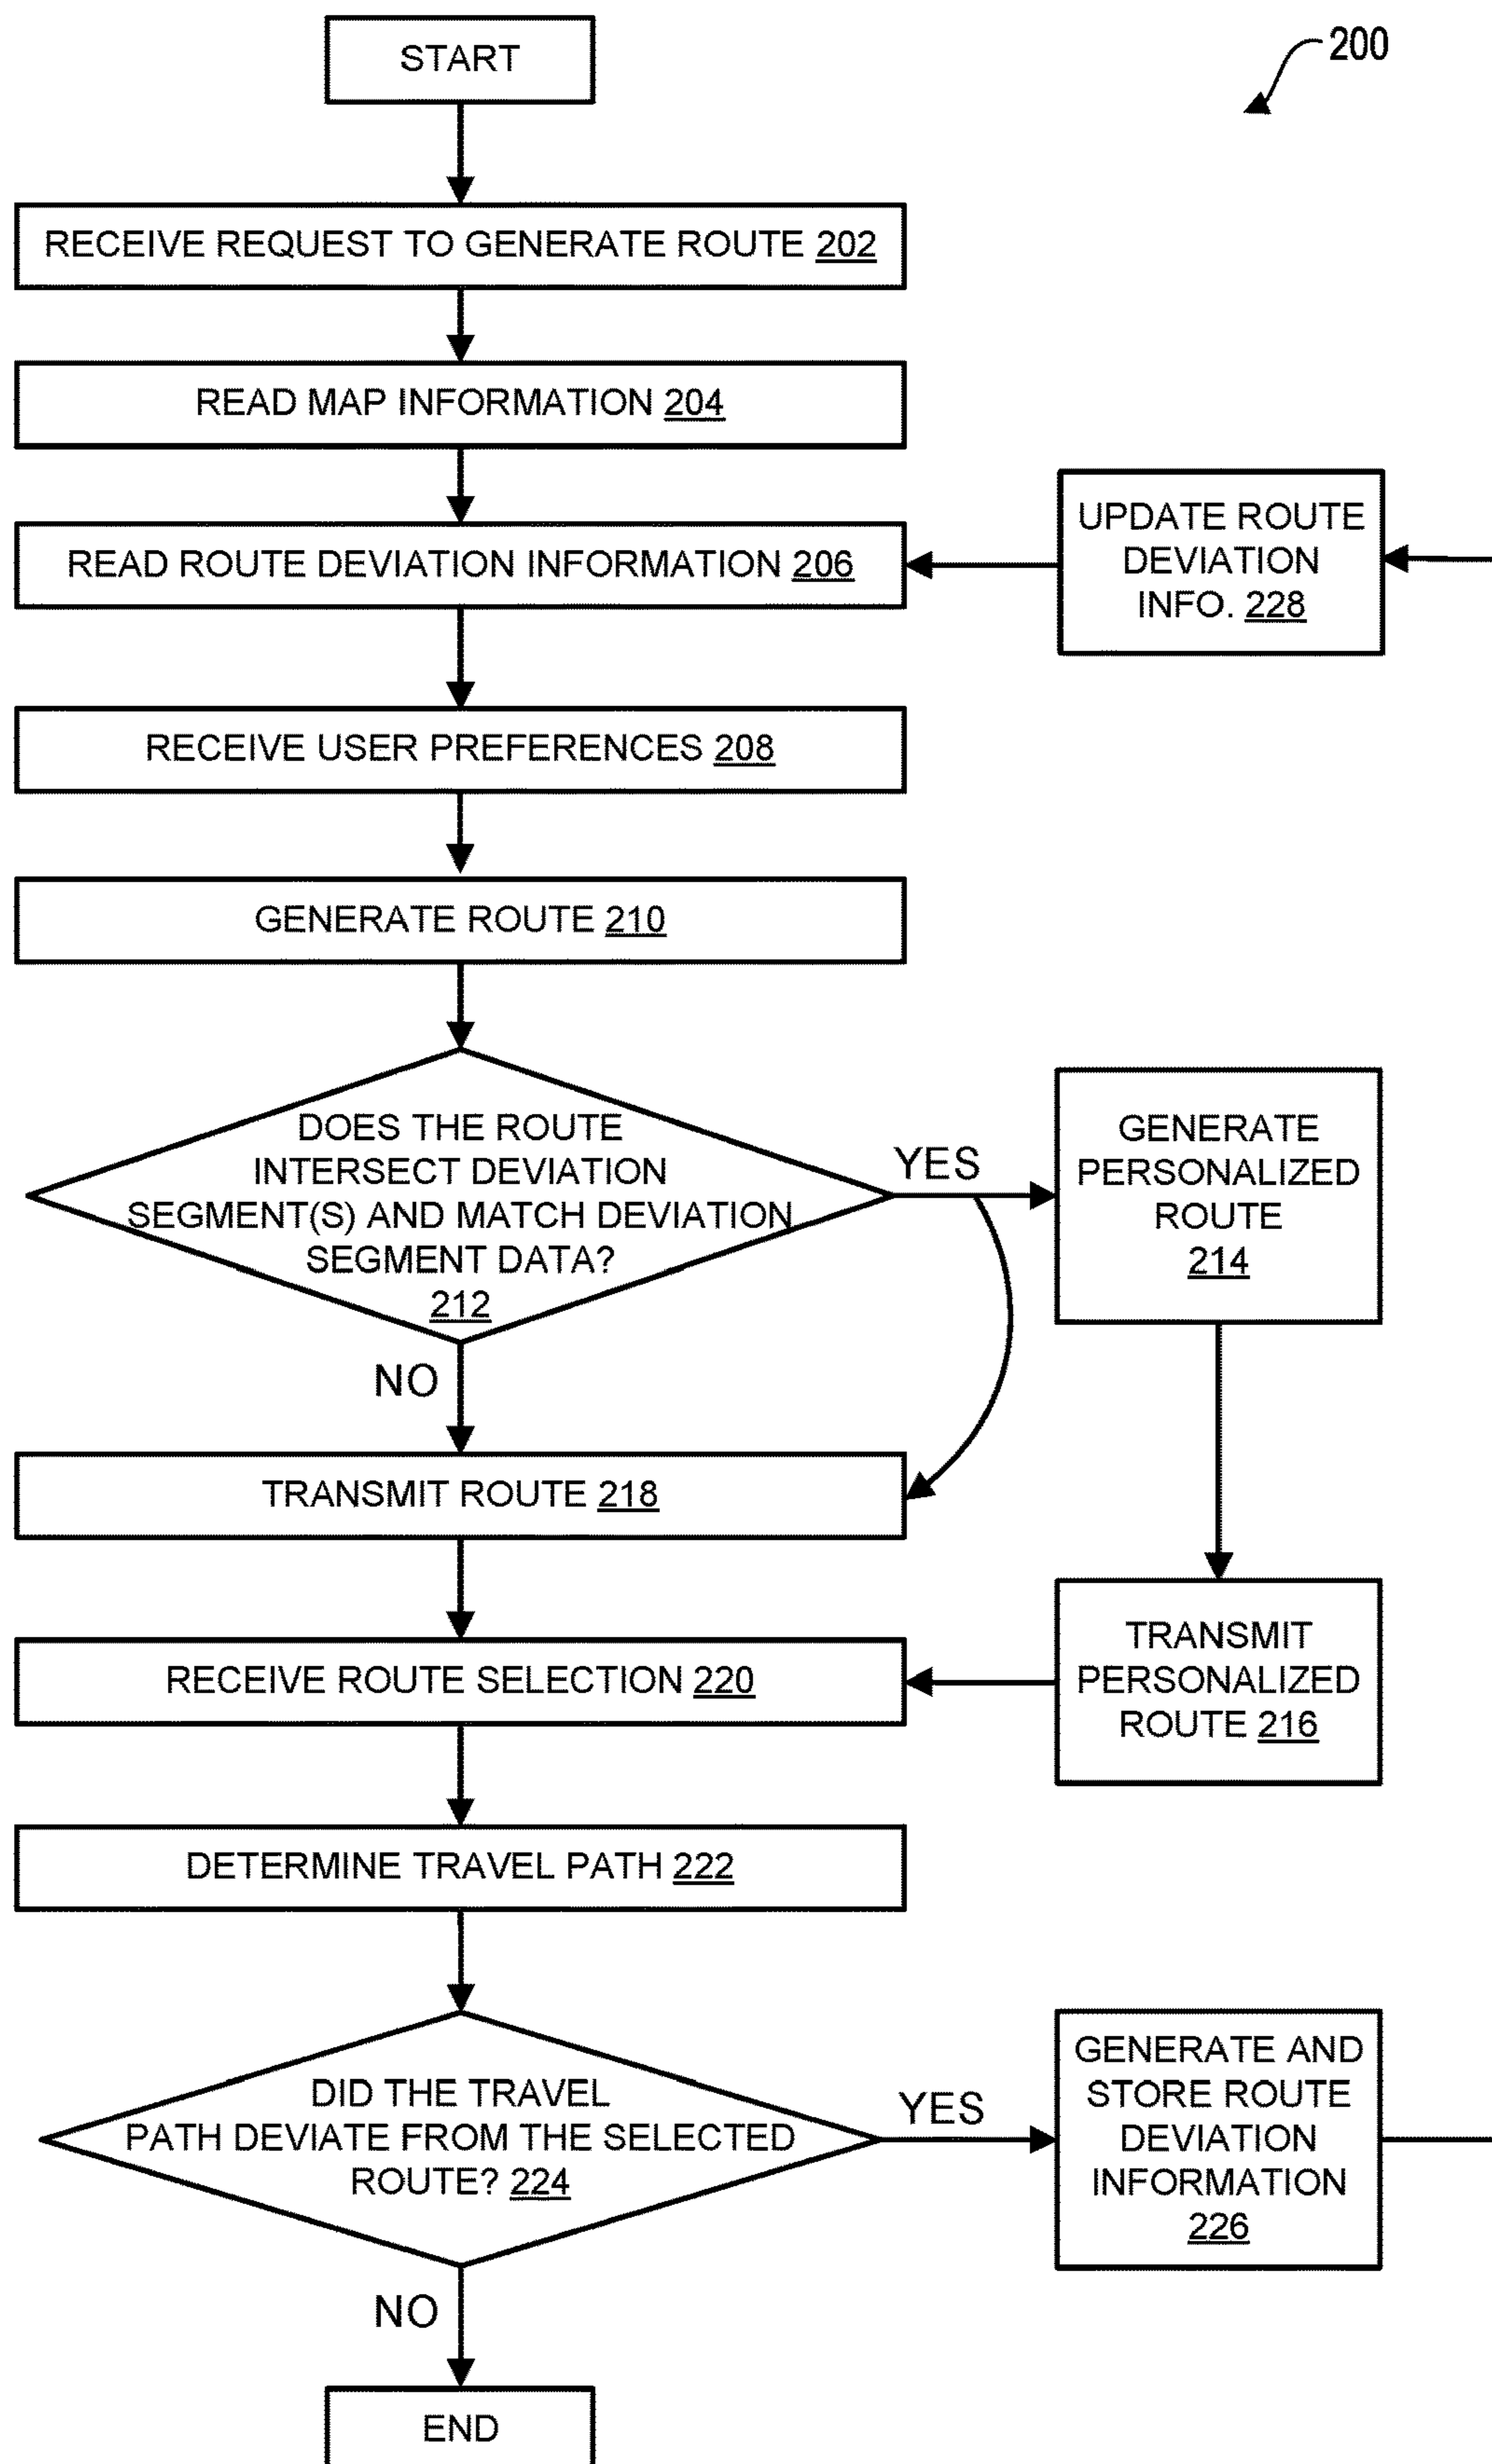 START
200
RECEIVE REQUEST TO GENERATE ROUTE 202
READ MAP INFORMATION 204
READ ROUTE DEVIATION INFORMATION 206
UPDATE ROUTE
DEVIATION
INFO. 228
RECEIVE USER PREFERENCES 208
GENERATE ROUTE 210
DOES THE ROUTE
INTERSECT DEVIATION
SEGMENT(S) AND MATCH DEVIATION
SEGMENT DATA?
212
YES
GENERATE
PERSONALIZED
ROUTE
214
NO
TRANSMIT ROUTE 218
TRANSMIT
PERSONALIZED
ROUTE 216
RECEIVE ROUTE SELECTION 220
DETERMINE TRAVEL PATH 222
DID THE TRAVEL
PATH DEVIATE FROM THE SELECTED
ROUTE? 224
YES
GENERATE AND
STORE ROUTE
DEVIATION
INFORMATION
226
NO
END